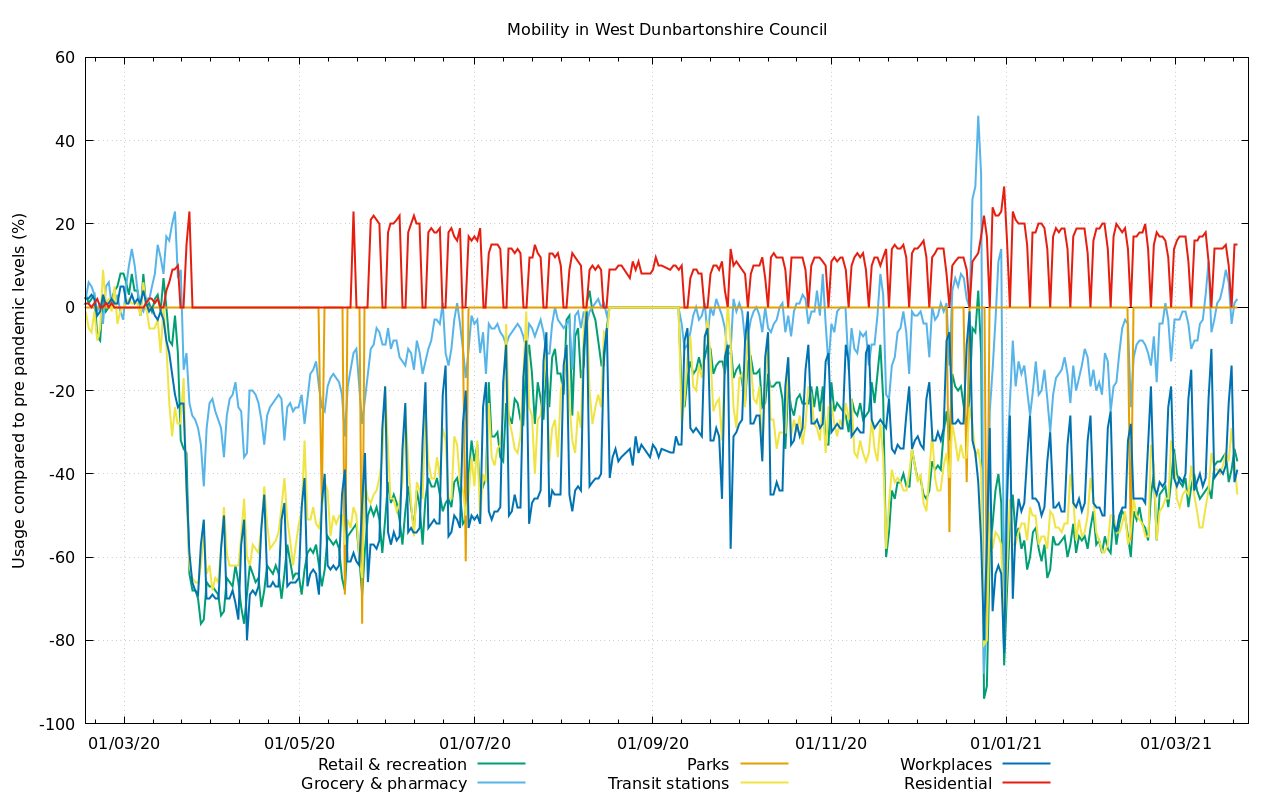 Mobility in West Dunbartonshire Council
Usage compared to pre pandemic levels (%)
60
40
20
0
-20
-40
-60
-80
-100
01/03/20 01/05/20 01/07/20 01/09/20 01/11/20 01/01/21 01/03/21
Retail & recreation Parks Workplaces
Grocery & pharmacy Transit stations Residential